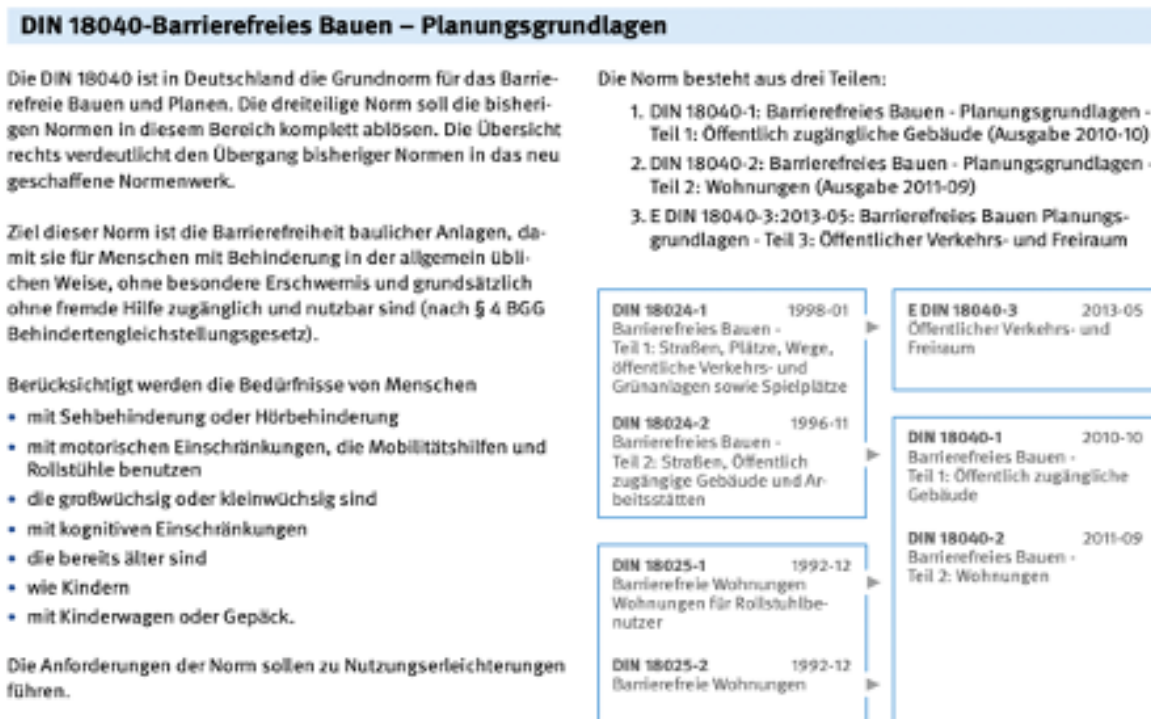 DIN 18040-Barrierefreies Bauen – Planungsgrundlagen
Die DIN 18040 ist in Deutschland die Grundnorm für das Barrie-
refreie Bauen und Planen. Die dreiteilige Norm soll die bisheri-
gen Normen in diesem Bereich komplett ablösen. Die Übersicht
rechts verdeutlicht den Übergang bisheriger Normen in das neu
geschaffene Normenwerk.
Ziel dieser Norm ist die Barrierefreiheit baulicher Anlagen, da-
mit sie für Menschen mit Behinderung in der allgemein übli-
chen Weise, ohne besondere Erschwernis und grundsätzlich
ohne fremde Hilfe zugänglich und nutzbar sind (nach § 4 BGG
Behindertengleichstellungsgesetz).
Berücksichtigt werden die Bedürfnisse von Menschen
• mit Sehbehinderung oder Hörbehinderung
• mit motorischen Einschränkungen, die Mobilitätshilfen und
Rollstühle benutzen
• die großwüchsig oder kleinwüchsig sind
• mit kognitiven Einschränkungen
• die bereits älter sind
• wie Kindern
• mit Kinderwagen oder Gepäck.
Die Anforderungen der Norm sollen zu Nutzungserleichterungen
führen.
Die Norm besteht aus drei Teilen:
1. DIN 18040-1: Barrierefreies Bauen - Planungsgrundlagen -
Teil 1: Öffentlich zugängliche Gebäude (Ausgabe 2010-10)
2. DIN 18040-2: Barrierefreies Bauen - Planungsgrundlagen -
Teil 2: Wohnungen (Ausgabe 2011-09)
3. E DIN 18040-3:2013-05: Barrierefreies Bauen Planungs-
grundlagen - Teil 3: Öffentlicher Verkehrs- und Freiraum
DIN 18024-1 1998-01
Barrierefreies Bauen -
Teil 1: Straßen, Plätze, Wege,
öffentliche Verkehrs- und
Grünanlagen sowie Spielplätze
DIN 18024-2 1996-11
Barrierefreies Bauen -
Teil 2: Straßen, Öffentlich
zugängige Gebäude und Ar-
beitsstätten
DIN 18025-1 1992-12
Barrierefreie Wohnungen
Wohnungen für Rollstuhlbe-
nutzer
DIN 18025-2 1992-12
Barrierefreie Wohnungen
E DIN 18040-3 2013-05
Öffentlicher Verkehrs- und
Freiraum
DIN 18040-1 2010-10
Barrierefreies Bauen -
Teil 1: Öffentlich zugängliche
Gebäude
DIN 18040-2 2011-09
Barrierefreies Bauen -
Teil 2: Wohnungen